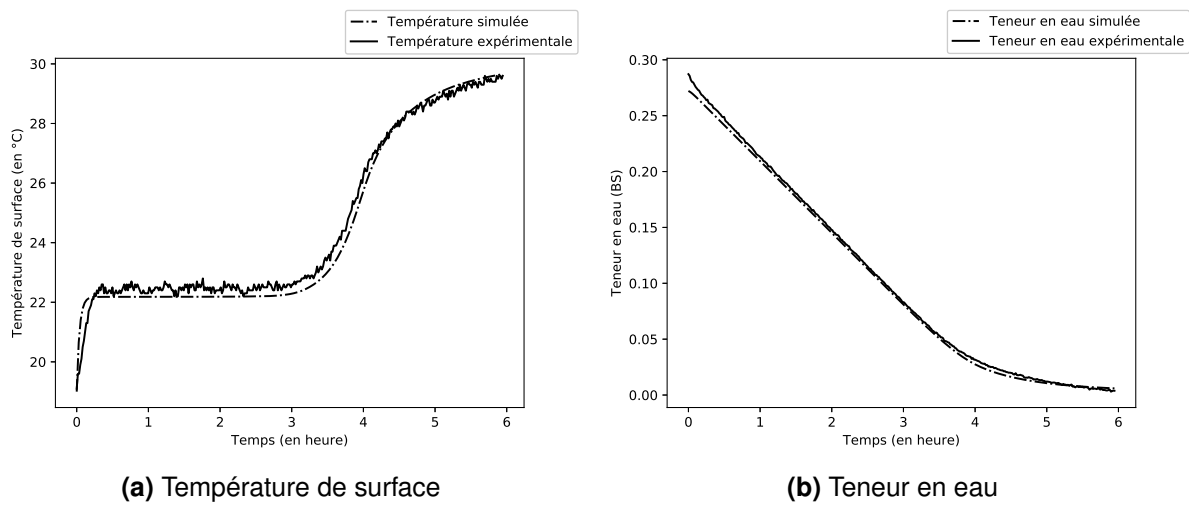 Température simulée
Température expérimentale
30
28
26
24
22
20
Température de surface (en °C)
0 1 2 3 4 5 6
Temps (en heure)
(a) Température de surface
Teneur en eau simulée
Teneur en eau expérimentale
0.30
0.25
0.20
0.15
0.10
0.05
0.00
Teneur en eau (BS)
0 1 2 3 4 5 6
Temps (en heure)
(b) Teneur en eau